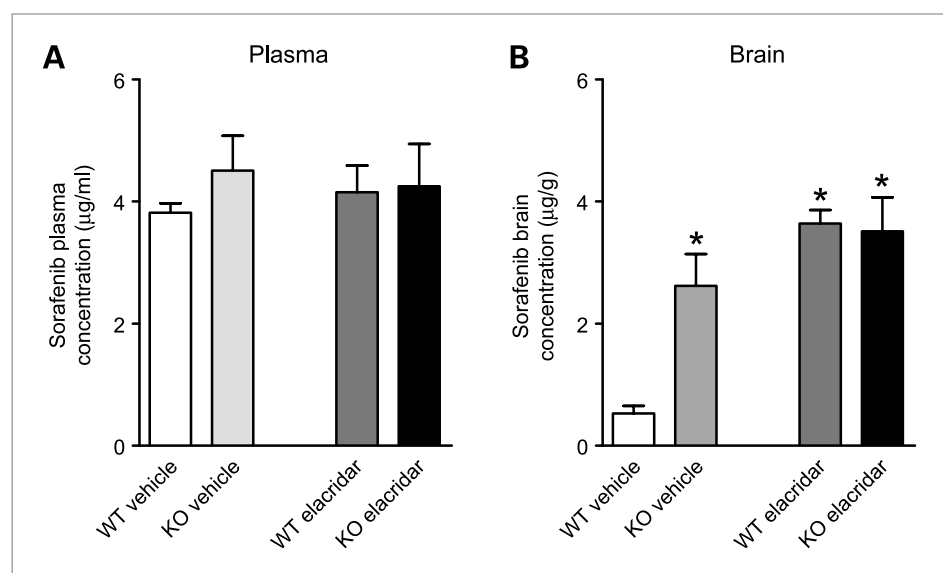 A
Plasma
Sorafenib plasma
concentration (µg/ml)
6
4
2
0
WT vehicle
KO vehicle
WT elacridar
KO elacridar
B
Brain
Sorafenib brain
concentration (µg/g)
6
4
2
0
*
*
*
WT vehicle
KO vehicle
WT elacridar
KO elacridar